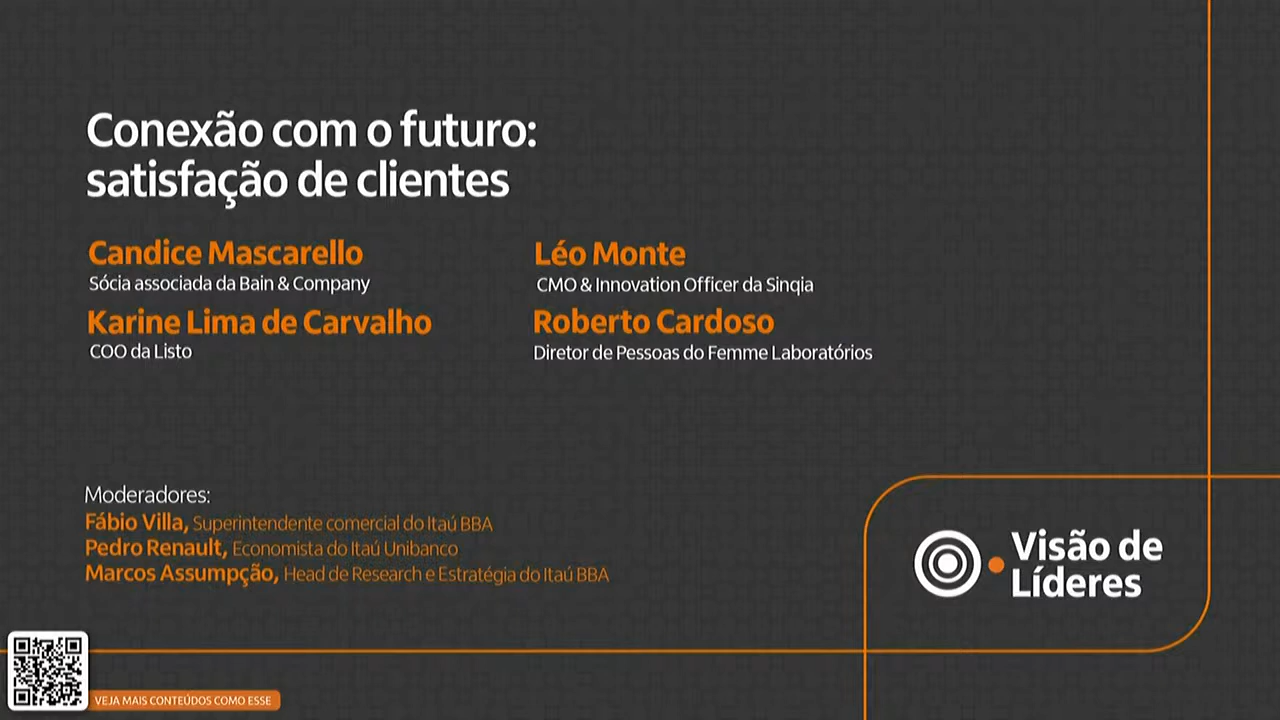 Conexão com o futuro:
satisfação de clientes
Candice Mascarello
Sócia associada da Bain & Company
Léo Monte
CMO & Innovation Officer da Sinqia
Karine Lima de Carvalho
COO da Listo
Roberto Cardoso
Diretor de Pessoas do Femme Laboratórios
Moderadores:
Fábio Villa, Superintendente comercial do Itaú BBA
Pedro Renault, Economista do Itaú Unibanco
Marcos Assumpção, Head de Research e Estratégia do Itaú BBA
Visão de
Líderes
VEJA MAIS CONTEÚDOS COMO ESSE